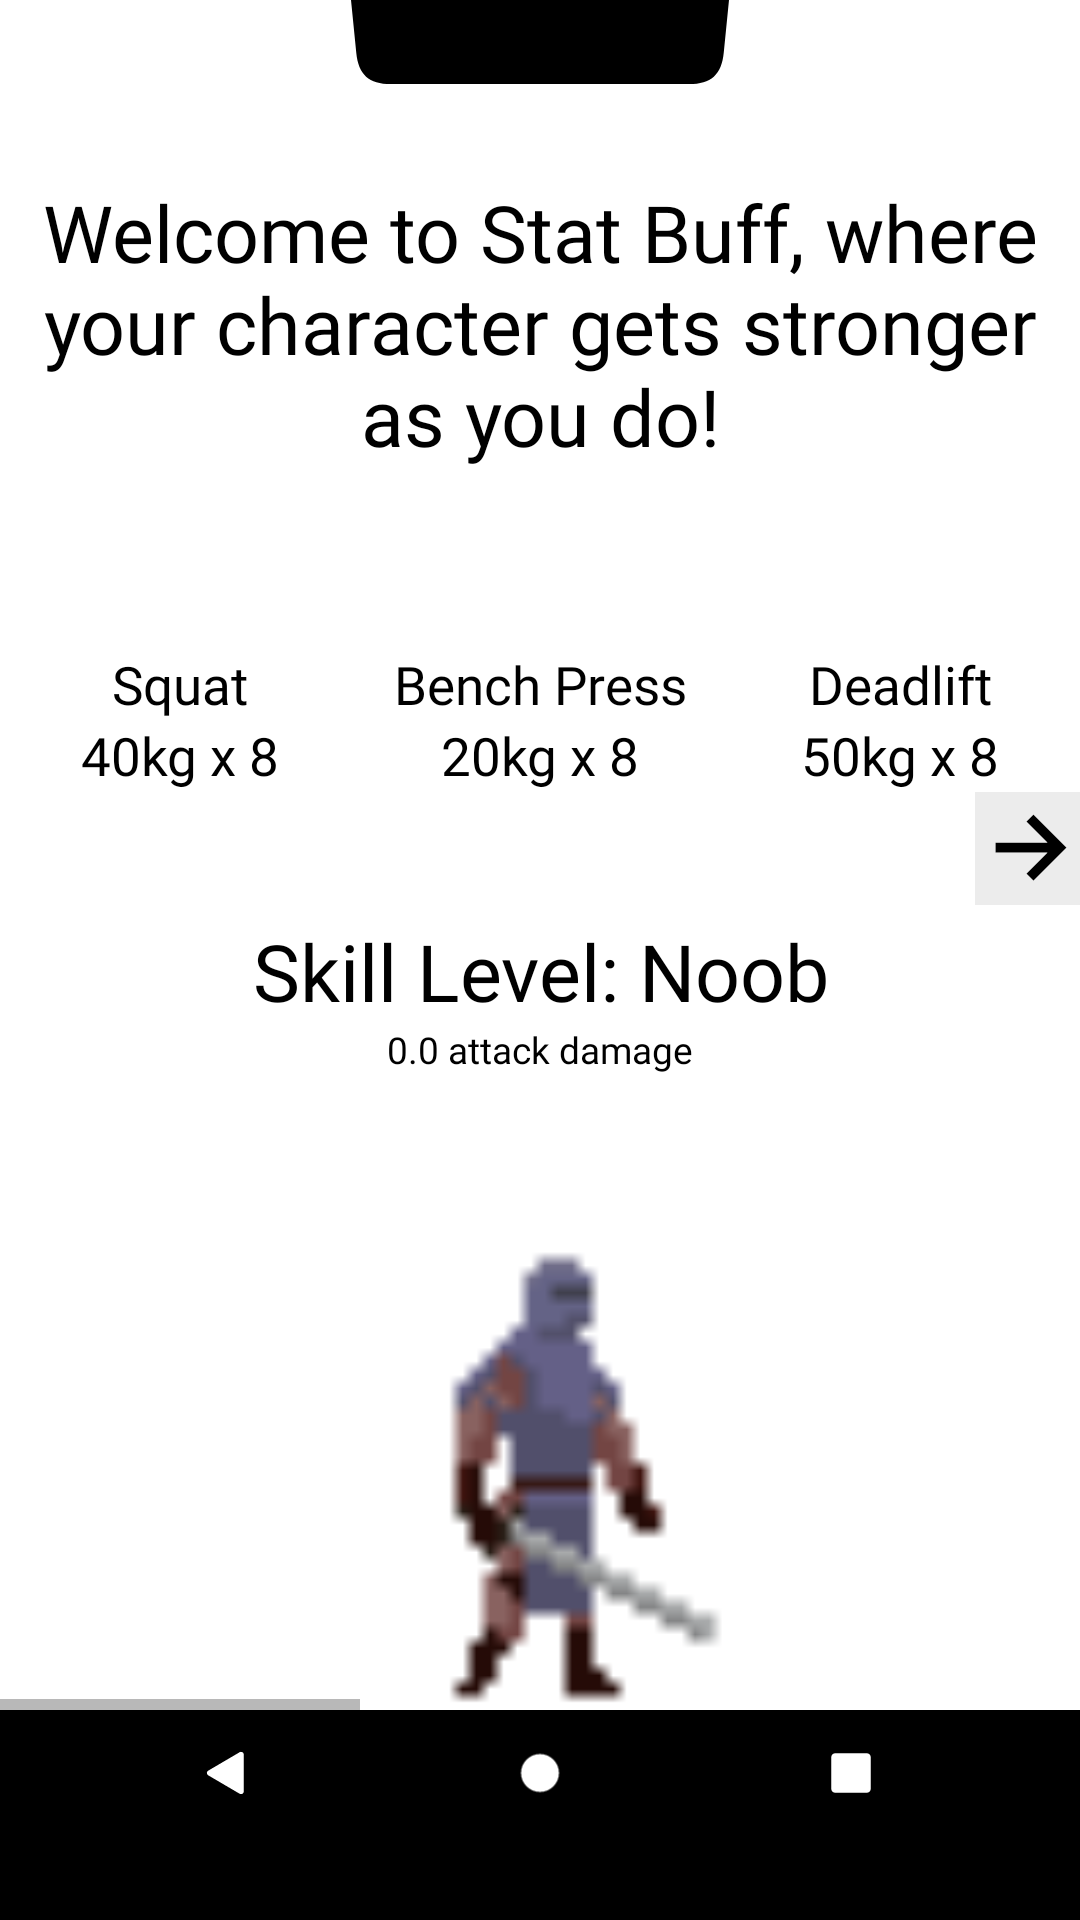 Welcome to Stat Buff, where
your character gets stronger
as you do!
Squat
40kg x 8
Bench Press
20kg x 8
Deadlift
50kg x 8
Skill Level: Noob
0.0 attack damage